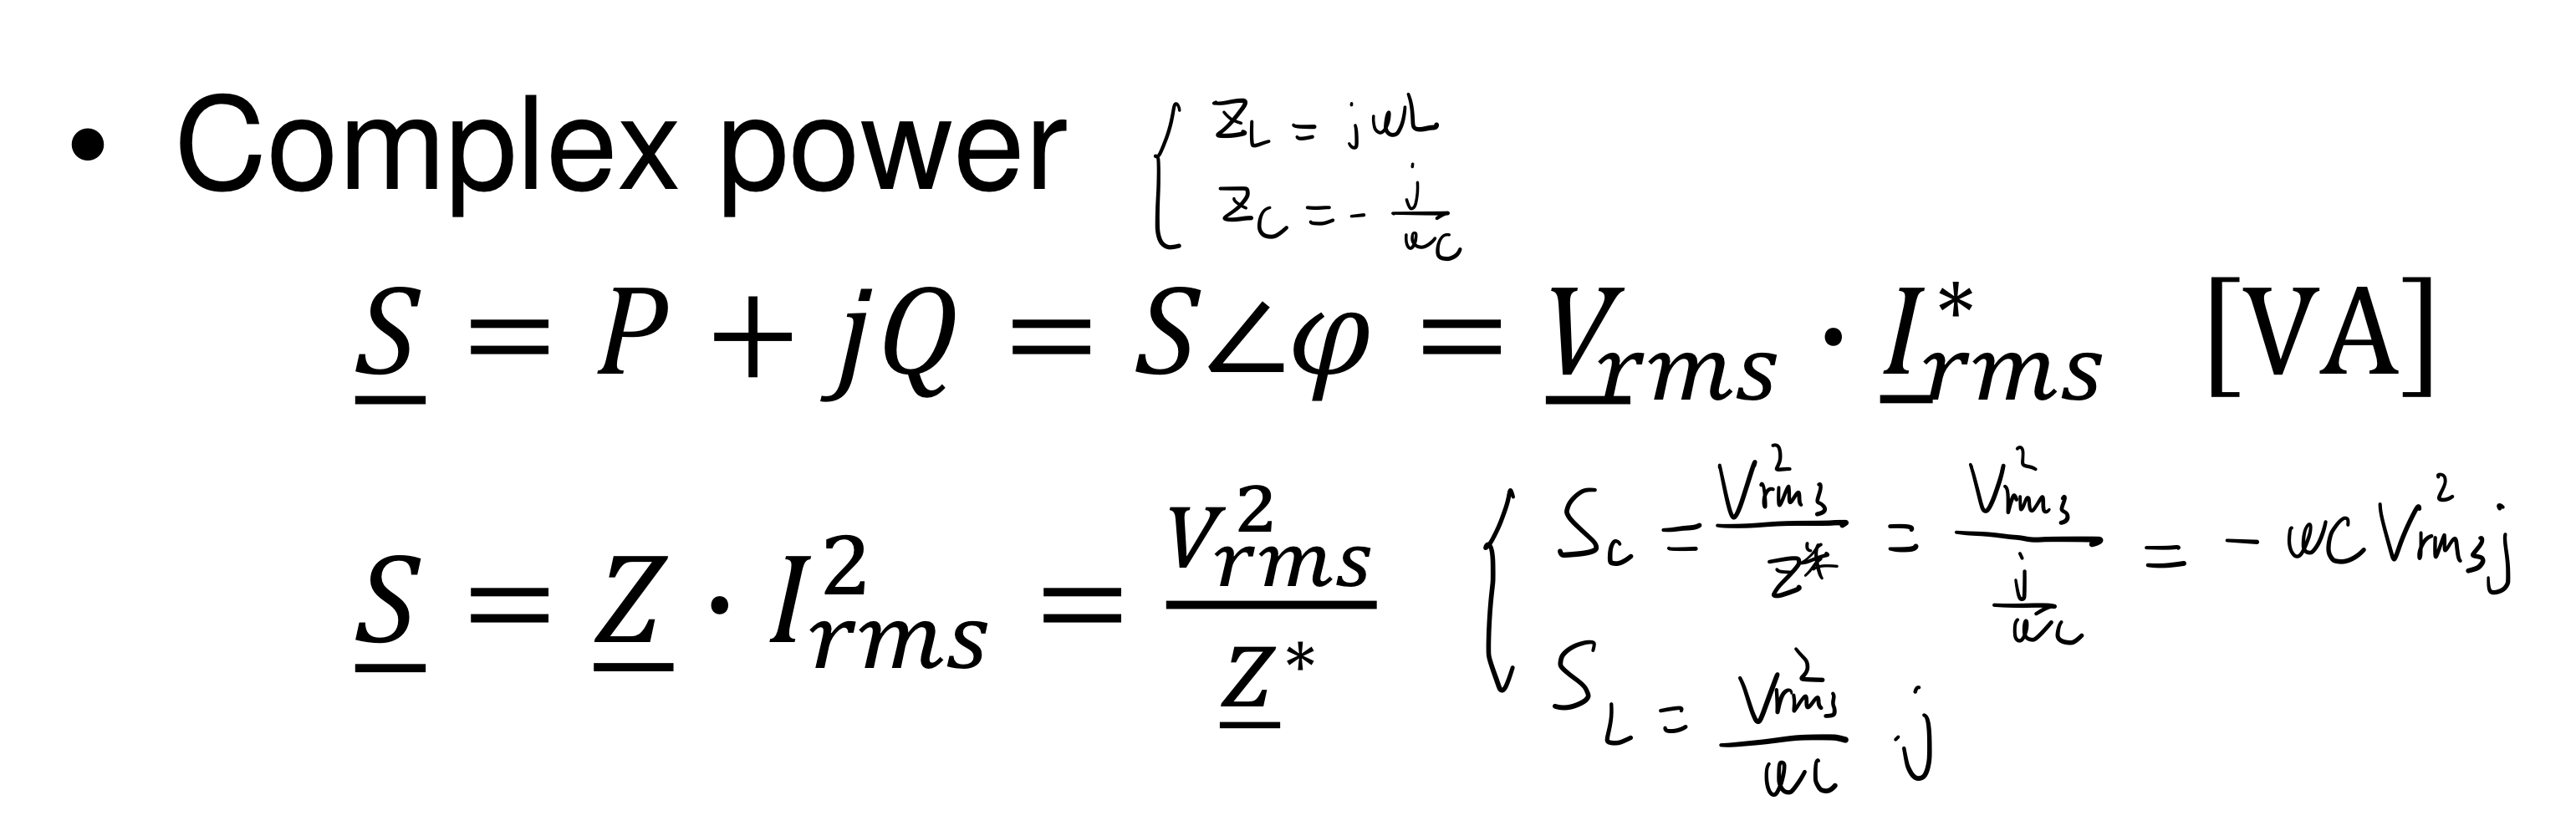 • Complex power
Z_L = jωL
Z_C = - j/ωC
S = P + jQ = S∠φ = V_rms · I*_rms [VA]
S = Z · I²_rms = V²_rms / Z*
S_C = V²_rms / Z* = V²_rms / (j/ωC) = - ωC V²_rms j
S_L = V²_rms / ωL · j